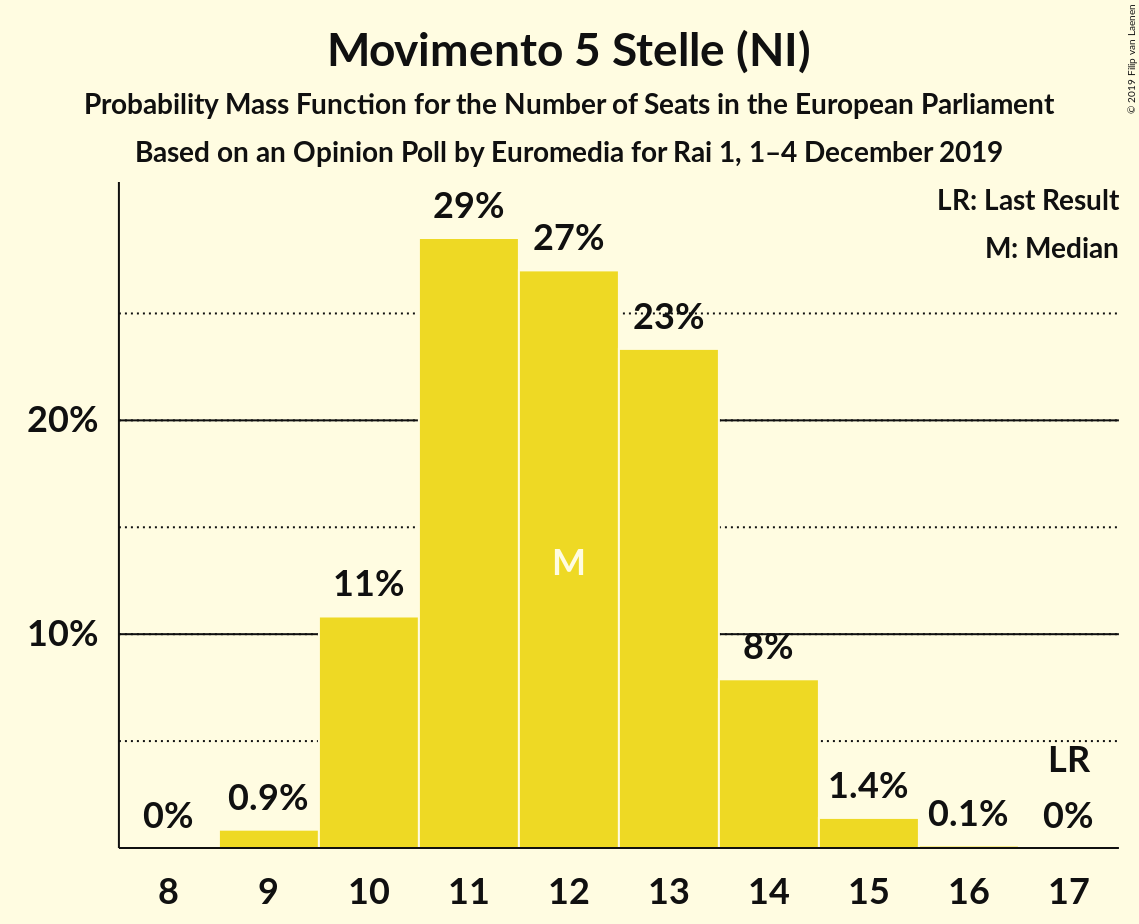 Movimento 5 Stelle (NI)
Probability Mass Function for the Number of Seats in the European Parliament
Based on an Opinion Poll by Euromedia for Rai 1, 1–4 December 2019
© 2019 Filip van Laenen
LR: Last Result
M: Median
29%
27%
23%
20%
M
11%
10%
8%
LR
0%
0.9%
1.4%
0.1%
0%
8 9 10 11 12 13 14 15 16 17